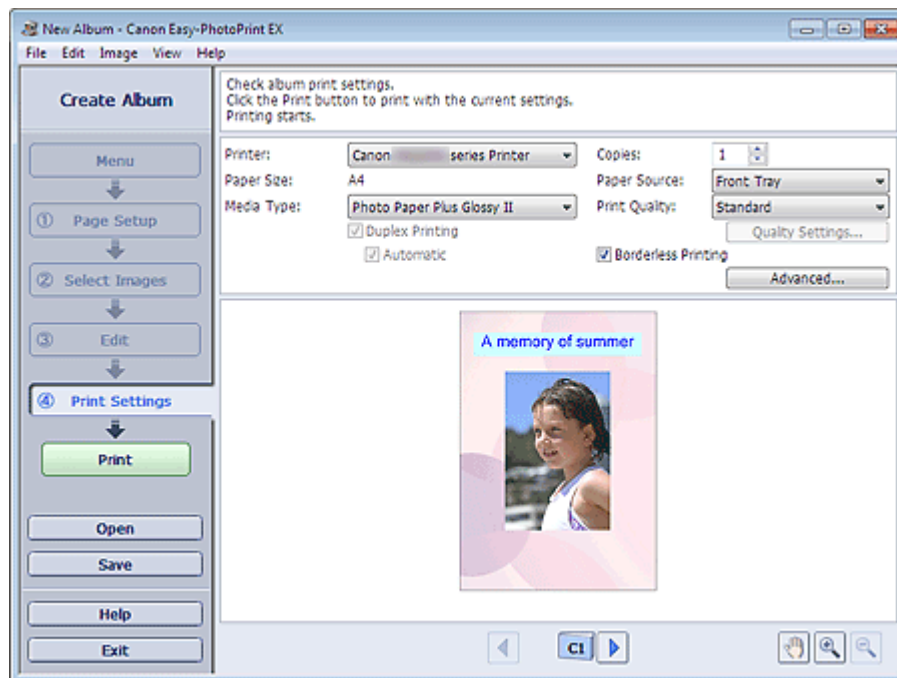 New Album - Canon Easy-PhotoPrint EX
File Edit Image View Help
Create Album
Menu
① Page Setup
② Select Images
③ Edit
④ Print Settings
Print
Open
Save
Help
Exit
Check album print settings.
Click the Print button to print with the current settings.
Printing starts.
Printer: Canon series Printer Copies: 1
Paper Size: A4 Paper Source: Front Tray
Media Type: Photo Paper Plus Glossy II Print Quality: Standard
Duplex Printing Quality Settings...
Automatic Borderless Printing
Advanced...
A memory of summer
C1